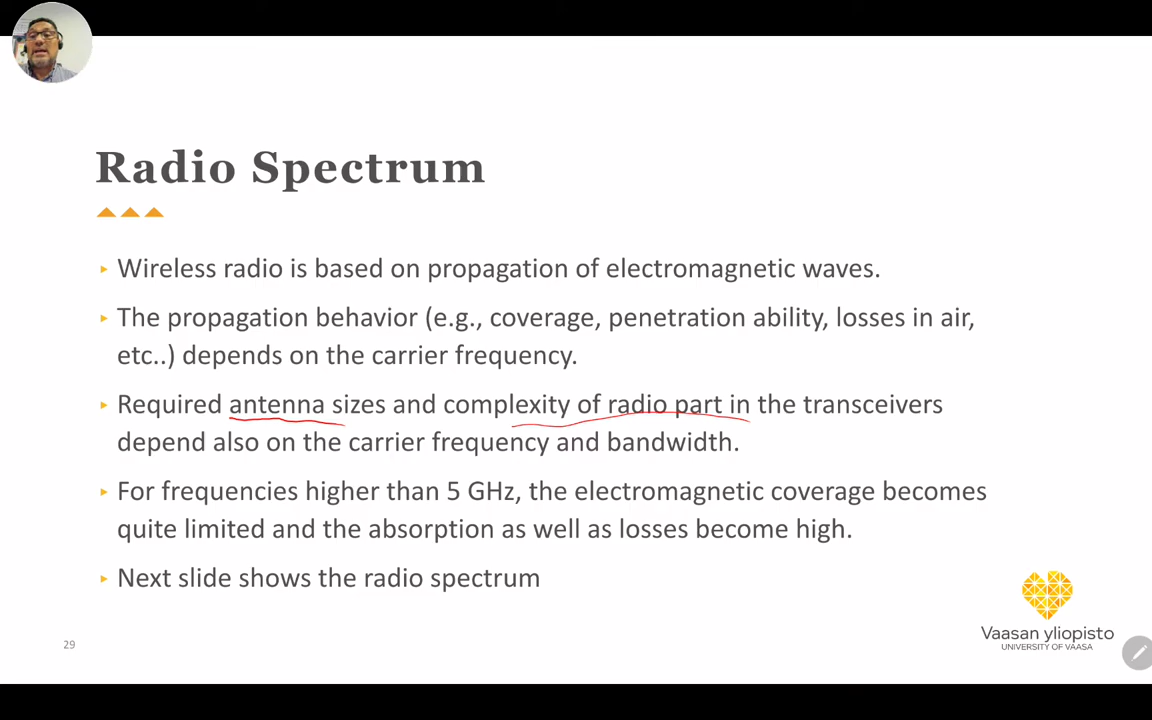 Radio Spectrum
Wireless radio is based on propagation of electromagnetic waves.
The propagation behavior (e.g., coverage, penetration ability, losses in air,
etc..) depends on the carrier frequency.
Required antenna sizes and complexity of radio part in the transceivers
depend also on the carrier frequency and bandwidth.
For frequencies higher than 5 GHz, the electromagnetic coverage becomes
quite limited and the absorption as well as losses become high.
Next slide shows the radio spectrum
29
Vaasan yliopisto
UNIVERSITY OF VAASA